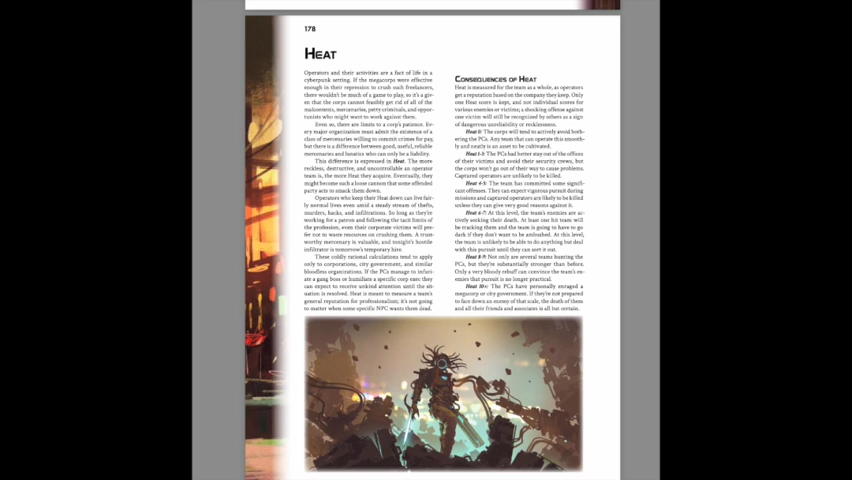 178
HEAT
Operators and their activities are a fact of life in a
cyberpunk setting. If the megacorps were effective
enough in their repression to crush such freelancers,
there wouldn't be much of a game to play, so it's a giv-
en that the corps cannot feasibly get rid of all of the
malcontents, mercenaries, petty criminals, and oppor-
tunists who might want to work against them.
Even so, there are limits to a corp's patience. Ev-
ery major organization must admit the existence of a
class of mercenaries willing to commit crimes for pay,
but there is a difference between good, useful, reliable
mercenaries and lunatics who can only be a liability.
This difference is expressed in Heat. The more
reckless, destructive, and uncontrollable an operator
team is, the more Heat they acquire. Eventually, they
might become such a loose cannon that some offended
party acts to smack them down.
Operators who keep their Heat down can live fair-
ly normal lives even amid a steady stream of thefts,
murders, hacks, and infiltrations. So long as they're
working for a patron and following the tacit limits of
the profession, even their corporate victims will pre-
fer not to waste resources on crushing them. A trust-
worthy mercenary is valuable, and tonight's hostile
infiltrator is tomorrow's temporary hire.
These coldly rational calculations tend to apply
only to corporations, city government, and similar
bloodless organizations. If the PCs manage to infuri-
ate a gang boss or humiliate a specific corp exec they
can expect to receive unkind attention until the sit-
uation is resolved. Heat is meant to measure a team's
general reputation for professionalism; it's not going
to matter when some specific NPC wants them dead.
CONSEQUENCES OF HEAT
Heat is measured for the team as a whole, as operators
get a reputation based on the company they keep. Only
one Heat score is kept, and not individual scores for
various enemies or victims; a shocking offense against
one victim will still be recognized by others as a sign
of dangerous unreliability or recklessness.
Heat 0: The corps will tend to actively avoid both-
ering the PCs. Any team that can operate this smooth-
ly and neatly is an asset to be cultivated.
Heat 1-3: The PCs had better stay out of the offices
of their victims and avoid their security crews, but
the corps won't go out of their way to cause problems.
Captured operators are unlikely to be killed.
Heat 4-5: The team has committed some signifi-
cant offenses. They can expect vigorous pursuit during
missions and captured operators are likely to be killed
unless they can give very good reasons against it.
Heat 6-7: At this level, the team's enemies are ac-
tively seeking their death. At least one hit team will
be tracking them and the team is going to have to go
dark if they don't want to be ambushed. At this level,
the team is unlikely to be able to do anything but deal
with this pursuit until they can sort it out.
Heat 8-9: Not only are several teams hunting the
PCs, but they're substantially stronger than before.
Only a very bloody rebuff can convince the team's en-
emies that pursuit is no longer practical.
Heat 10+: The PCs have personally enraged a
megacorp or city government. If they're not prepared
to face down an enemy of that scale, the death of them
and all their friends and associates is all but certain.